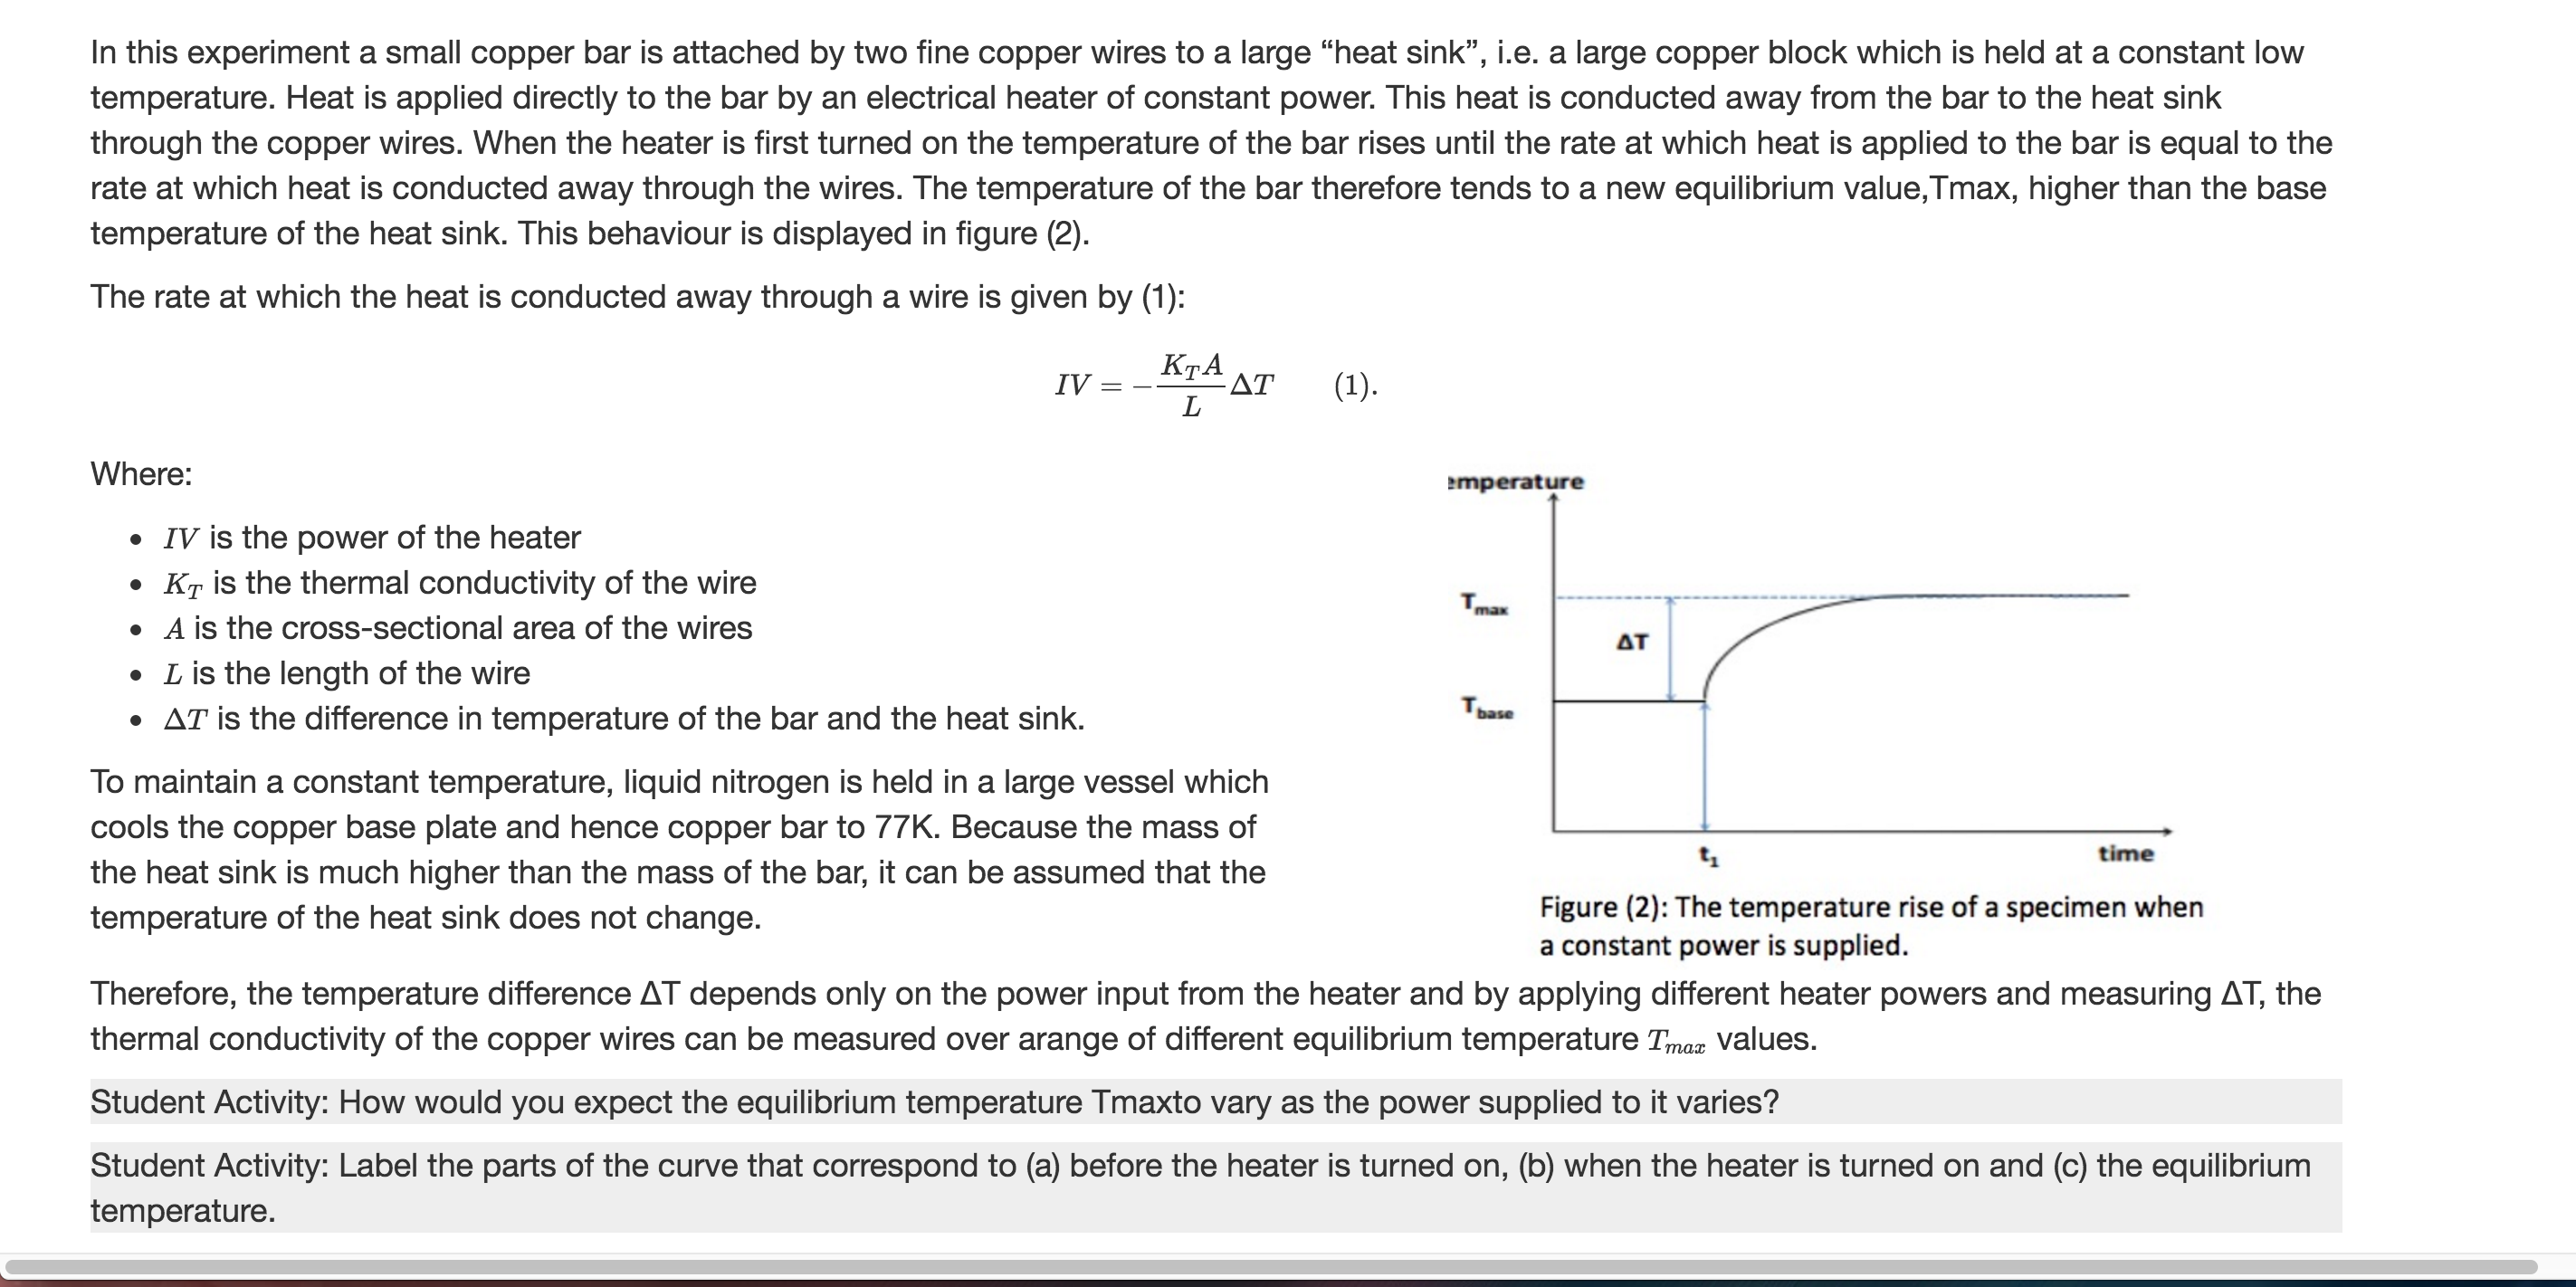 In this experiment a small copper bar is attached by two fine copper wires to a large “heat sink”, i.e. a large copper block which is held at a constant low
temperature. Heat is applied directly to the bar by an electrical heater of constant power. This heat is conducted away from the bar to the heat sink
through the copper wires. When the heater is first turned on the temperature of the bar rises until the rate at which heat is applied to the bar is equal to the
rate at which heat is conducted away through the wires. The temperature of the bar therefore tends to a new equilibrium value,Tmax, higher than the base
temperature of the heat sink. This behaviour is displayed in figure (2).
The rate at which the heat is conducted away through a wire is given by (1):
IV = −\frac{K_T A}{L}ΔT (1).
Where:
• IV is the power of the heater
• K_T is the thermal conductivity of the wire
• A is the cross-sectional area of the wires
• L is the length of the wire
• ΔT is the difference in temperature of the bar and the heat sink.
To maintain a constant temperature, liquid nitrogen is held in a large vessel which
cools the copper base plate and hence copper bar to 77K. Because the mass of
the heat sink is much higher than the mass of the bar, it can be assumed that the
temperature of the heat sink does not change.
emperature
T_max
ΔT
T_base
t_1
time
Figure (2): The temperature rise of a specimen when
a constant power is supplied.
Therefore, the temperature difference ΔT depends only on the power input from the heater and by applying different heater powers and measuring ΔT, the
thermal conductivity of the copper wires can be measured over arange of different equilibrium temperature T_max values.
Student Activity: How would you expect the equilibrium temperature Tmaxto vary as the power supplied to it varies?
Student Activity: Label the parts of the curve that correspond to (a) before the heater is turned on, (b) when the heater is turned on and (c) the equilibrium
temperature.